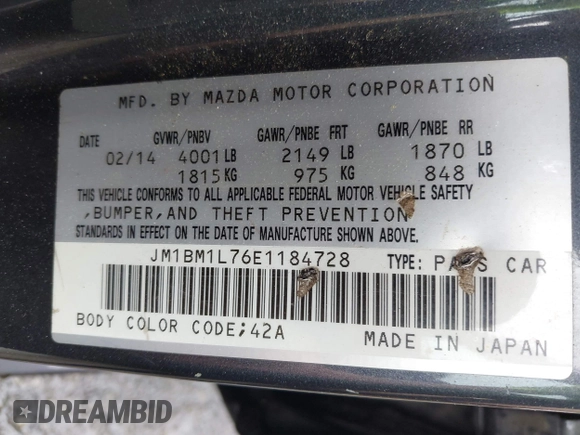 MFD. BY MAZDA MOTOR CORPORATION
DATE GVWR/PNBV GAWR/PNBE FRT GAWR/PNBE RR
02/14 4001LB 2149 LB 1870 LB
1815KG 975 KG 848 KG
THIS VEHICLE CONFORMS TO ALL APPLICABLE FEDERAL MOTOR VEHICLE SAFETY
,BUMPER,AND THEFT PREVENTION
STANDARDS IN EFFECT ON THE DATE OF MANUFACTURE SHOWN ABOVE.
JM1BM1L76E1184728 TYPE: PASS CAR
BODY COLOR CODE;42A MADE IN JAPAN
DREAMBID